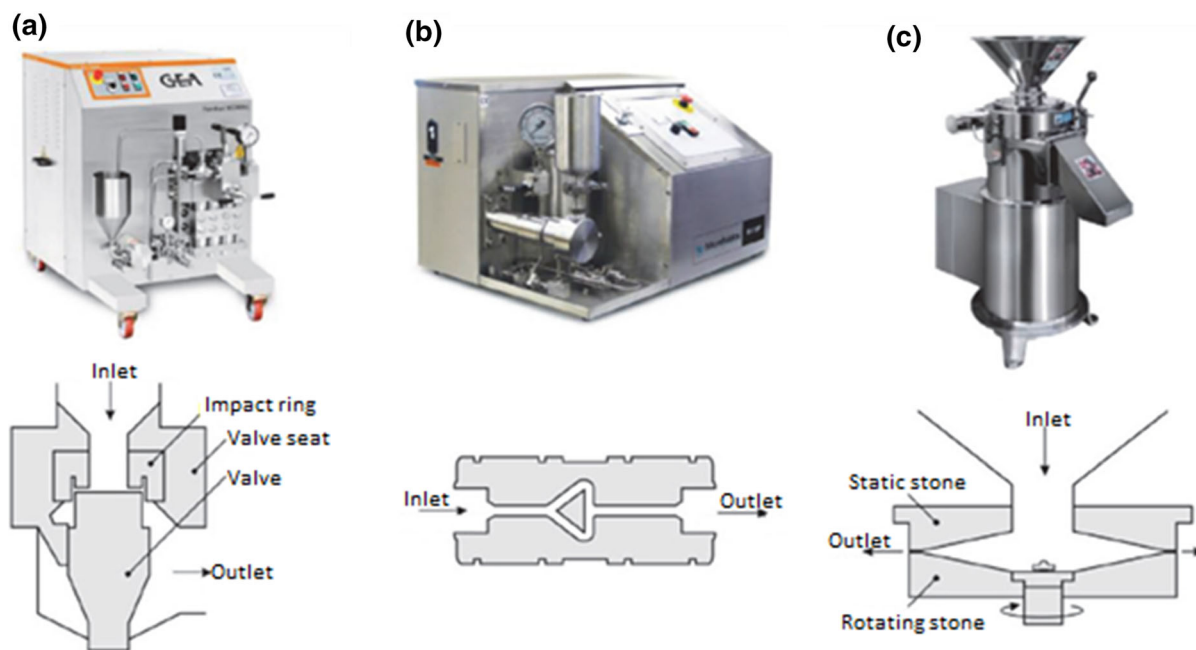 (a)
(b)
(c)
GEA
Inlet
Impact ring
Valve seat
Valve
Outlet
Inlet
Outlet
Inlet
Static stone
Outlet
Rotating stone